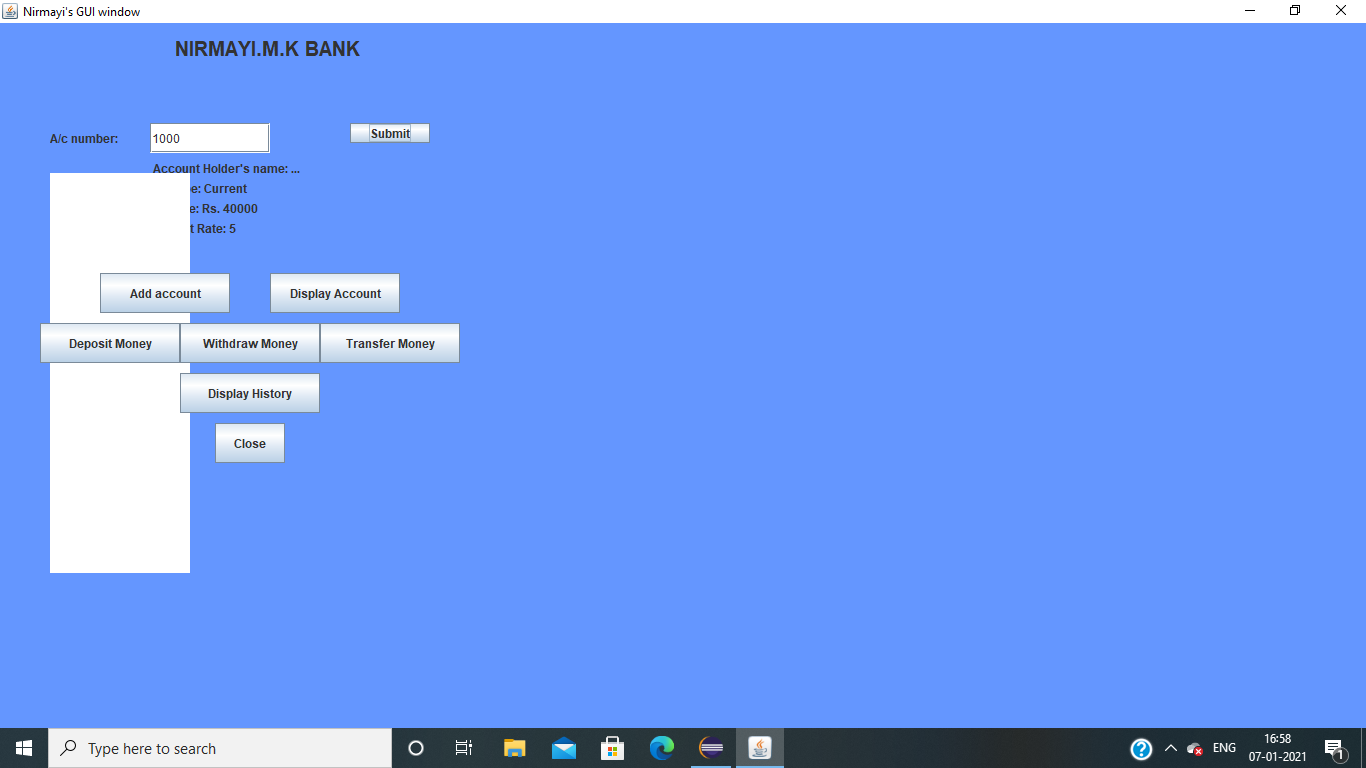 Nirmayi's GUI window
NIRMAYI.M.K BANK
A/c number: 1000 Submit
Account Holder's name: ...
e: Current
e: Rs. 40000
t Rate: 5
Add account Display Account
Deposit Money Withdraw Money Transfer Money
Display History
Close
Type here to search
ENG
16:58
07-01-2021
1